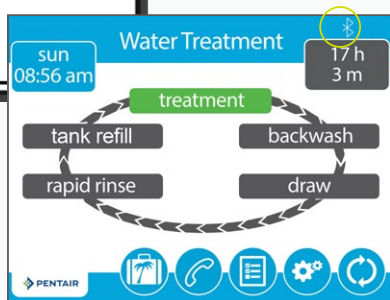 Water Treatment
sun
08:56 am
17 h
3 m
treatment
tank refill
backwash
rapid rinse
draw
PENTAIR